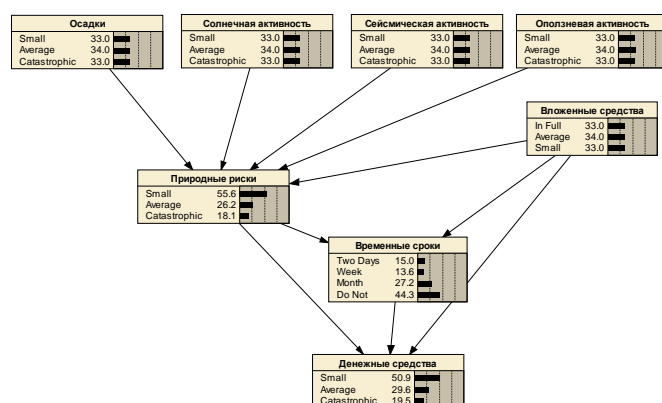 Осадки
Small 33.0
Average 34.0
Catastrophic 33.0
Солнечная активность
Small 33.0
Average 34.0
Catastrophic 33.0
Сейсмическая активность
Small 33.0
Average 34.0
Catastrophic 33.0
Оползневая активность
Small 33.0
Average 34.0
Catastrophic 33.0
Вложенные средства
In Full 33.0
Average 34.0
Small 33.0
Природные риски
Small 55.6
Average 26.2
Catastrophic 18.1
Временные сроки
Two Days 15.0
Week 13.6
Month 27.2
Do Not 44.3
Денежные средства
Small 50.9
Average 29.6
Catastrophic 19.5